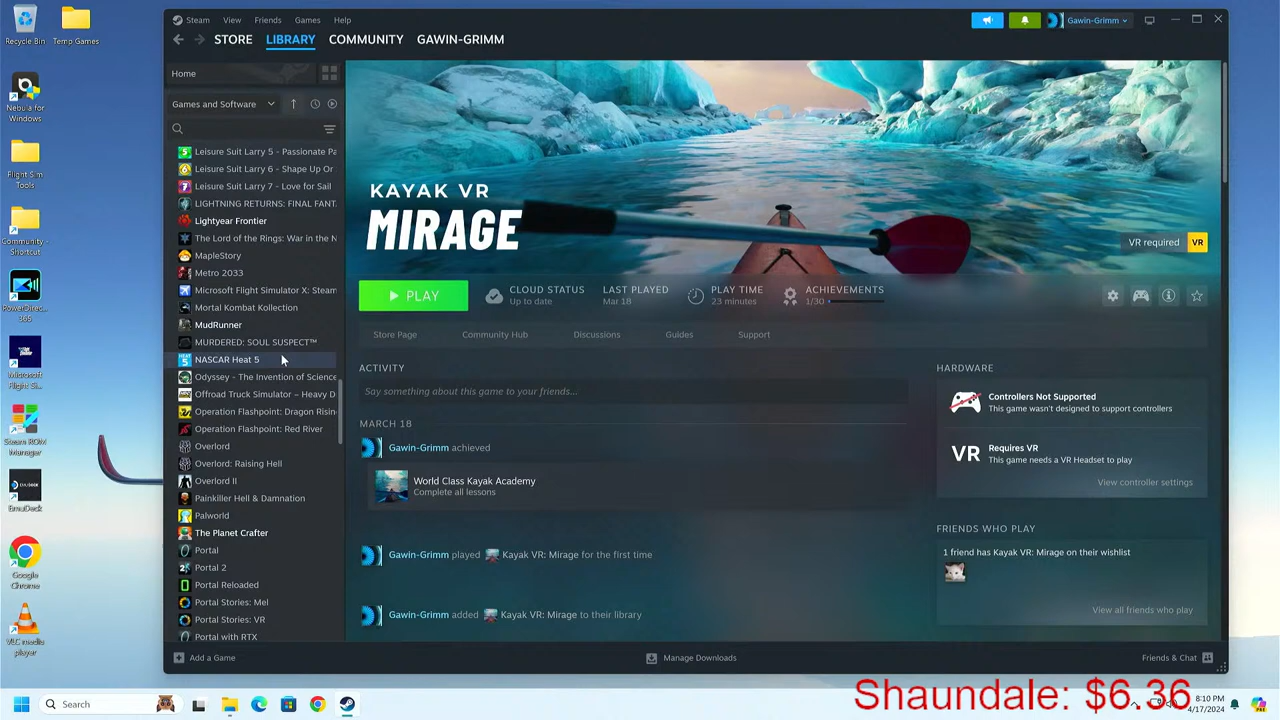 Recycle Bin
Temp Games
Nebula for
Windows
Flight Sim
Tools
Community -
Shortcut
PowerDirect...
365
Microsoft
Flight Si...
Steam ROM
Manager
EmuDeck
Google
Chrome
VLC media
player
Steam View Friends Games Help
Gawin-Grimm
STORE LIBRARY COMMUNITY GAWIN-GRIMM
Home
Games and Software
Leisure Suit Larry 5 - Passionate Pa
Leisure Suit Larry 6 - Shape Up Or
Leisure Suit Larry 7 - Love for Sail
LIGHTNING RETURNS: FINAL FANT
Lightyear Frontier
The Lord of the Rings: War in the N
MapleStory
Metro 2033
Microsoft Flight Simulator X: Steam
Mortal Kombat Kollection
MudRunner
MURDERED: SOUL SUSPECT™
NASCAR Heat 5
Odyssey - The Invention of Science
Offroad Truck Simulator – Heavy D
Operation Flashpoint: Dragon Risin
Operation Flashpoint: Red River
Overlord
Overlord: Raising Hell
Overlord II
Painkiller Hell & Damnation
Palworld
The Planet Crafter
Portal
Portal 2
Portal Reloaded
Portal Stories: Mel
Portal Stories: VR
Portal with RTX
KAYAK VR
MIRAGE
VR required VR
PLAY
CLOUD STATUS
Up to date
LAST PLAYED
Mar 18
PLAY TIME
23 minutes
ACHIEVEMENTS
1/30
Store Page Community Hub Discussions Guides Support
ACTIVITY
Say something about this game to your friends...
MARCH 18
Gawin-Grimm achieved
World Class Kayak Academy
Complete all lessons
Gawin-Grimm played Kayak VR: Mirage for the first time
Gawin-Grimm added Kayak VR: Mirage to their library
HARDWARE
Controllers Not Supported
This game wasn't designed to support controllers
VR
Requires VR
This game needs a VR Headset to play
View controller settings
FRIENDS WHO PLAY
1 friend has Kayak VR: Mirage on their wishlist
View all friends who play
Add a Game
Manage Downloads
Friends & Chat
Search
Shaundale: $6.36
8:10 PM
4/17/2024